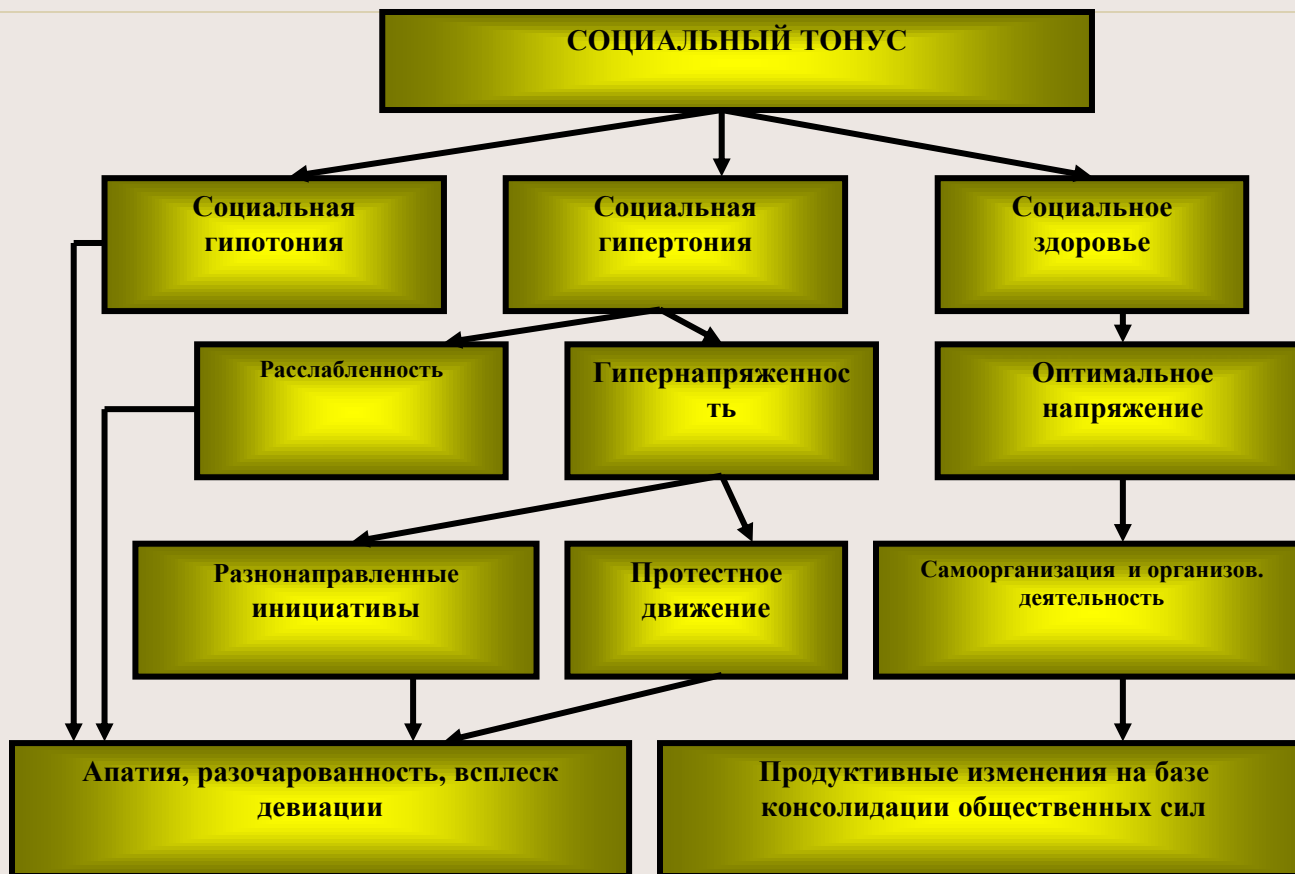 СОЦИАЛЬНЫЙ ТОНУС
Социальная
гипотония
Социальная
гипертония
Социальное
здоровье
Расслабленность
Гипернапряженнос
ть
Оптимальное
напряжение
Разнонаправленные
инициативы
Протестное
движение
Самоорганизация и организов.
деятельность
Апатия, разочарованность, всплеск
девиации
Продуктивные изменения на базе
консолидации общественных сил